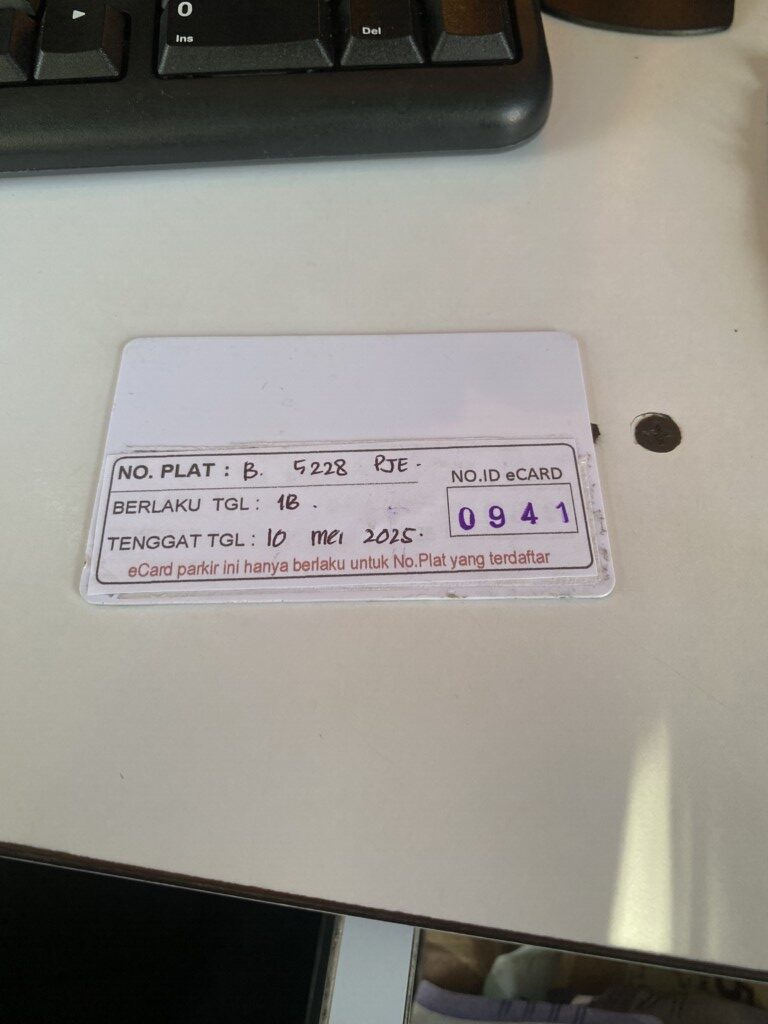 0
Ins
Del
NO. PLAT : B. 5228 PJE.
NO.ID eCARD
BERLAKU TGL : 1B .
0941
TENGGAT TGL : 10 mei 2025.
eCard parkir ini hanya berlaku untuk No.Plat yang terdaftar